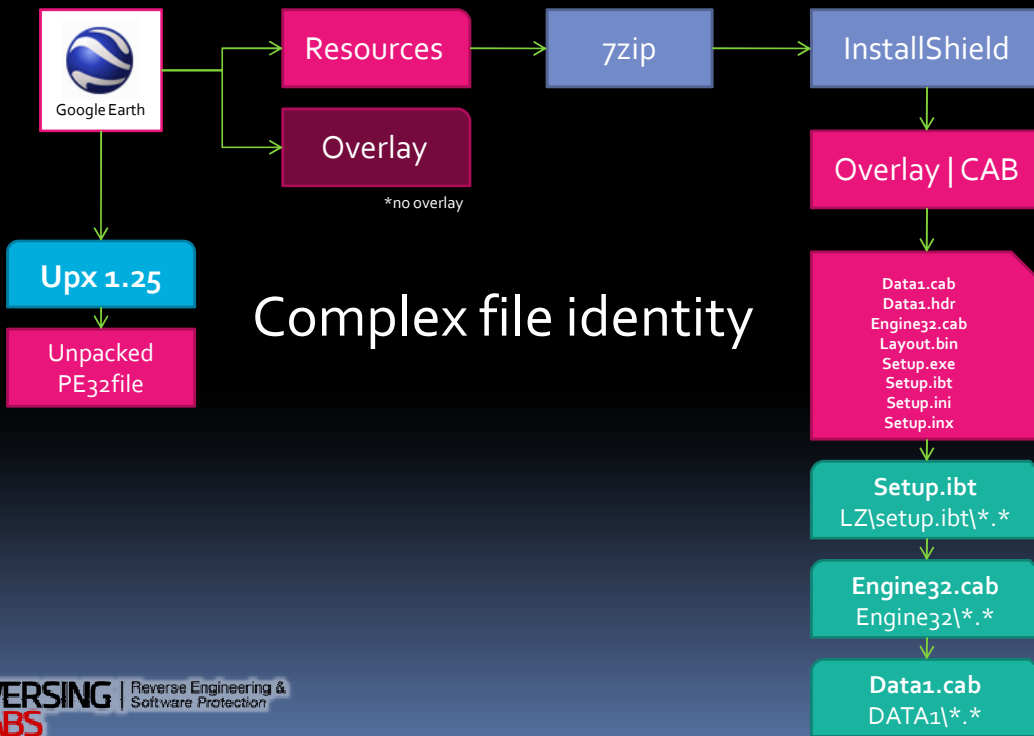 Google Earth
Resources
7zip
InstallShield
Overlay
*no overlay
Overlay | CAB
Upx 1.25
Unpacked
PE32file
Complex file identity
Data1.cab
Data1.hdr
Engine32.cab
Layout.bin
Setup.exe
Setup.ibt
Setup.ini
Setup.inx
Setup.ibt
LZ\setup.ibt\*.*
Engine32.cab
Engine32\*.*
Data1.cab
DATA1\*.*
VERSING
ABS
Reverse Engineering &
Software Protection